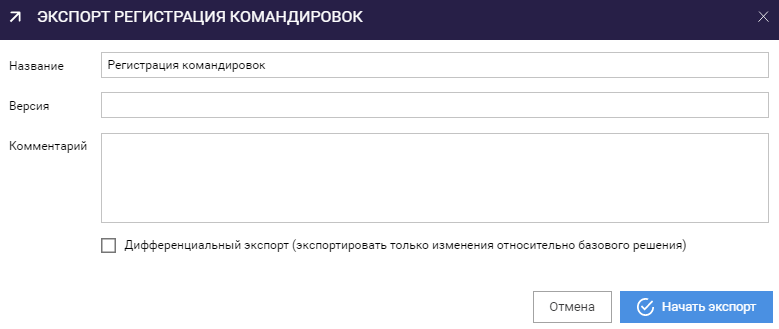 ЭКСПОРТ РЕГИСТРАЦИЯ КОМАНДИРОВОК
Название
Регистрация командировок
Версия
Комментарий
Дифференциальный экспорт (экспортировать только изменения относительно базового решения)
Отмена
Начать экспорт